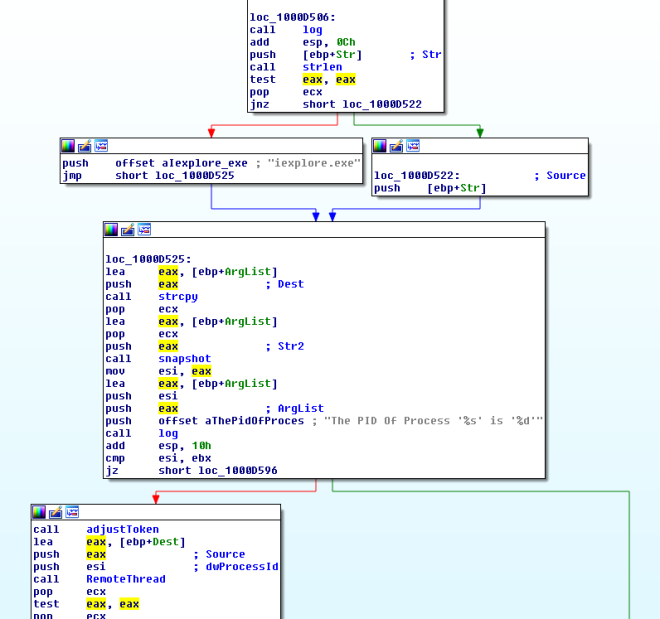 loc_1000D506:
call log
add esp, 0Ch
push [ebp+Str] ; Str
call strlen
test eax, eax
pop ecx
jnz short loc_1000D522
push offset aIexplore_exe ; "iexplore.exe"
jmp short loc_1000D525
loc_1000D522: ; Source
push [ebp+Str]
loc_1000D525:
lea eax, [ebp+ArgList]
push eax ; Dest
call strcpy
pop ecx
lea eax, [ebp+ArgList]
pop ecx
push eax ; Str2
call snapshot
mov esi, eax
lea eax, [ebp+ArgList]
push esi
push eax ; ArgList
push offset aThePidOfProces ; "The PID Of Process '%s' is '%d'"
call log
add esp, 10h
cmp esi, ebx
jz short loc_1000D596
call adjustToken
lea eax, [ebp+Dest]
push eax ; Source
push esi ; dwProcessId
call RemoteThread
pop ecx
test eax, eax
pop ecx